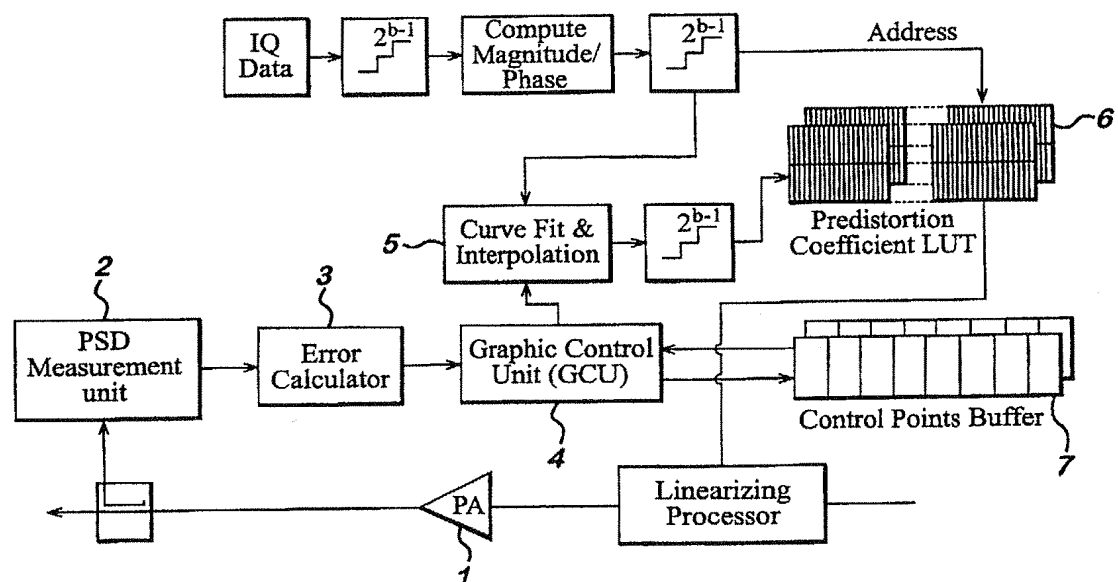 IQ
Data
2^b-1
Compute
Magnitude/
Phase
2^b-1
Address
6
5
Curve Fit &
Interpolation
2^b-1
Predistortion
Coefficient LUT
2
PSD
Measurement
unit
3
Error
Calculator
Graphic Control
Unit (GCU)
4
Control Points Buffer
7
PA
1
Linearizing
Processor